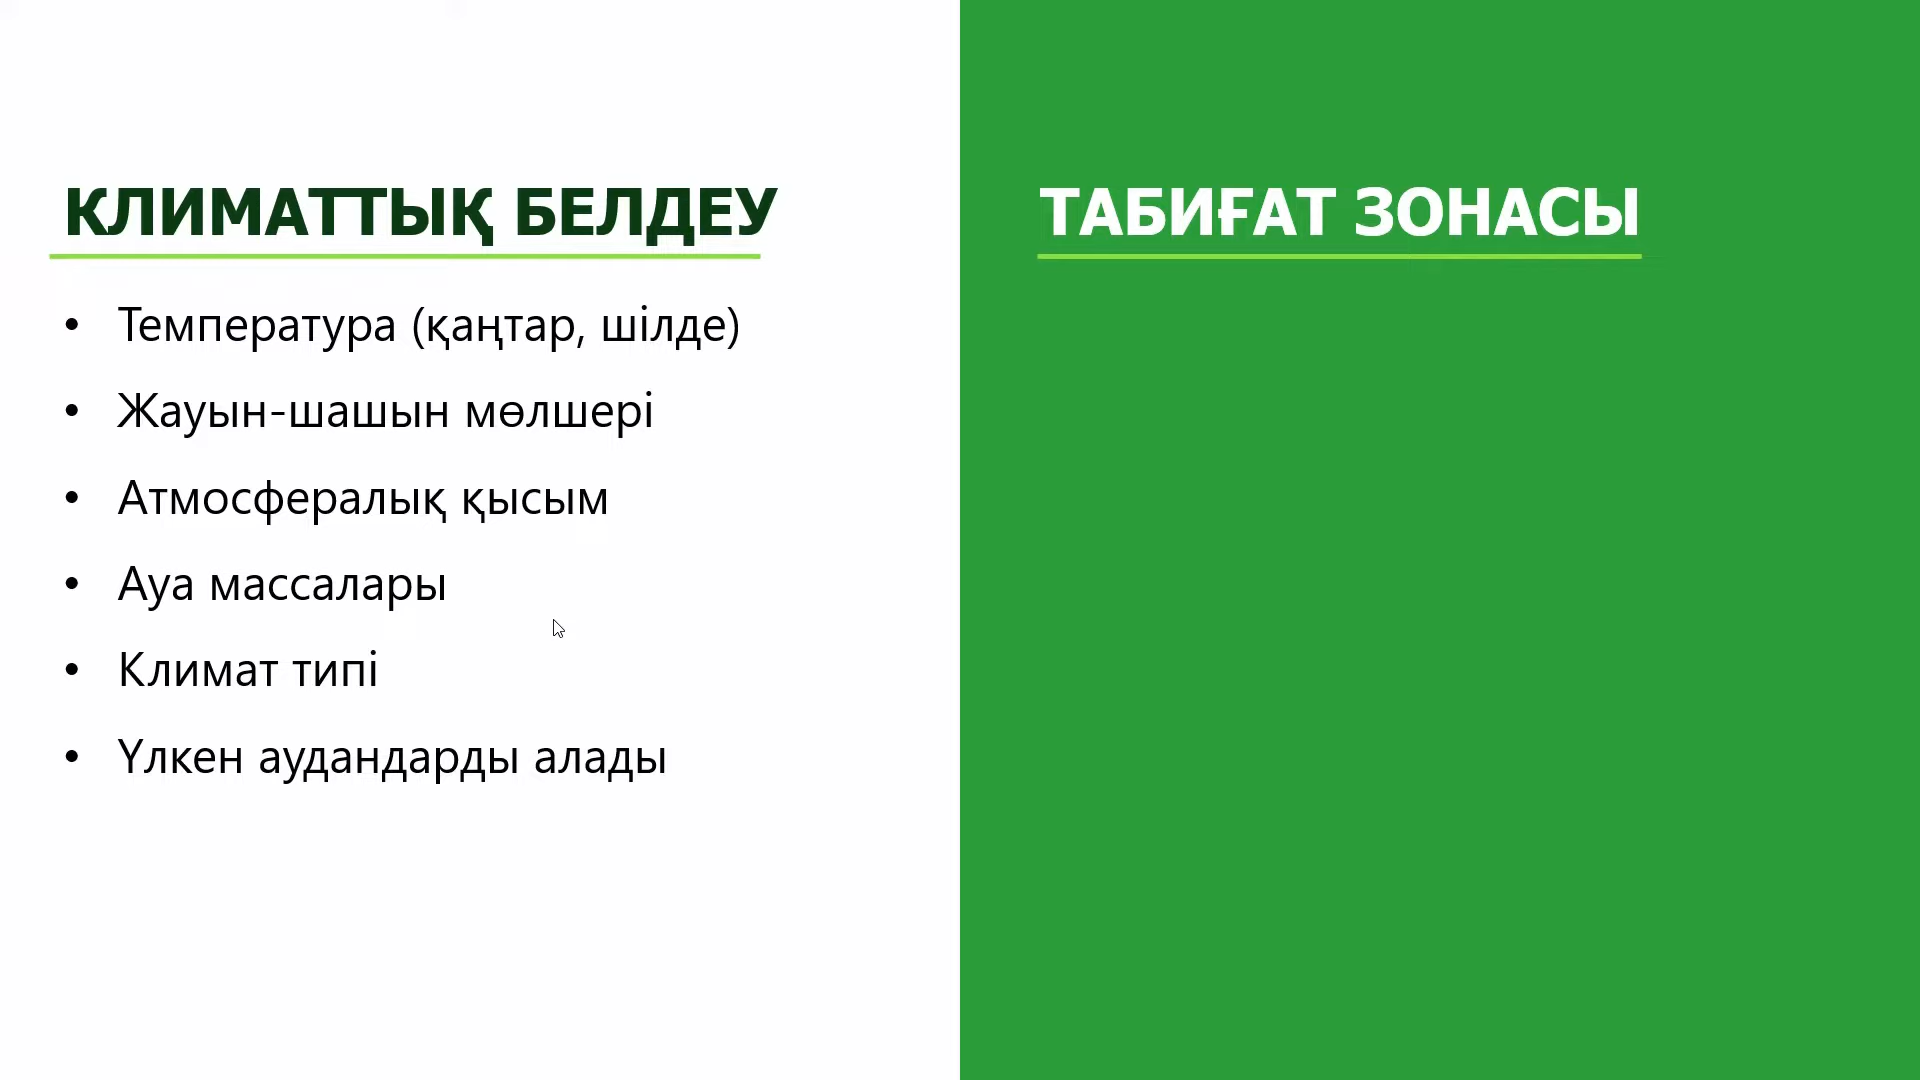 КЛИМАТТЫҚ БЕЛДЕУ
• Температура (қаңтар, шілде)
• Жауын-шашын мөлшері
• Атмосфералық қысым
• Ауа массалары
• Климат типі
• Үлкен аудандарды алады
ТАБИҒАТ ЗОНАСЫ